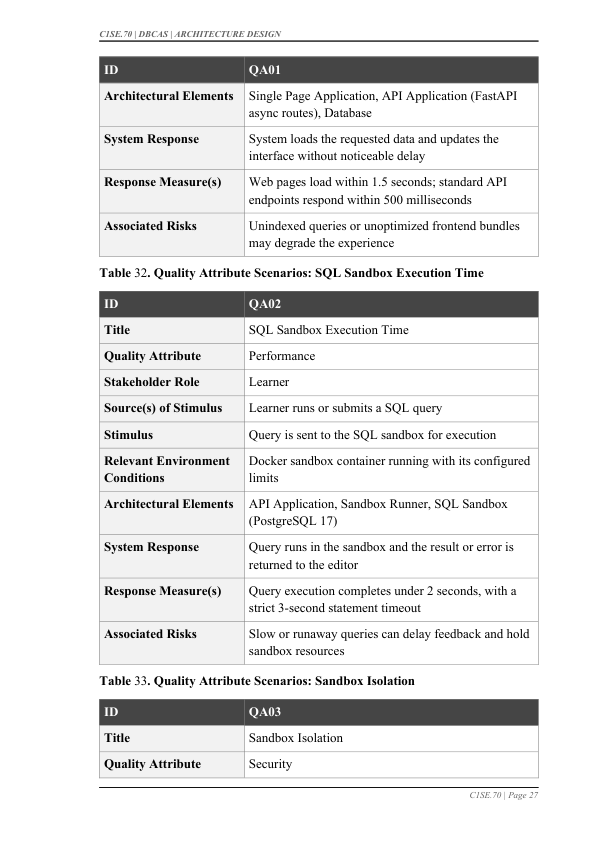 C1SE.70 | DBCAS | ARCHITECTURE DESIGN
ID QA01
Architectural Elements Single Page Application, API Application (FastAPI
async routes), Database
System Response System loads the requested data and updates the
interface without noticeable delay
Response Measure(s) Web pages load within 1.5 seconds; standard API
endpoints respond within 500 milliseconds
Associated Risks Unindexed queries or unoptimized frontend bundles
may degrade the experience
Table 32. Quality Attribute Scenarios: SQL Sandbox Execution Time
ID QA02
Title SQL Sandbox Execution Time
Quality Attribute Performance
Stakeholder Role Learner
Source(s) of Stimulus Learner runs or submits a SQL query
Stimulus Query is sent to the SQL sandbox for execution
Relevant Environment Docker sandbox container running with its configured
Conditions limits
Architectural Elements API Application, Sandbox Runner, SQL Sandbox
(PostgreSQL 17)
System Response Query runs in the sandbox and the result or error is
returned to the editor
Response Measure(s) Query execution completes under 2 seconds, with a
strict 3-second statement timeout
Associated Risks Slow or runaway queries can delay feedback and hold
sandbox resources
Table 33. Quality Attribute Scenarios: Sandbox Isolation
ID QA03
Title Sandbox Isolation
Quality Attribute Security
C1SE.70 | Page 27